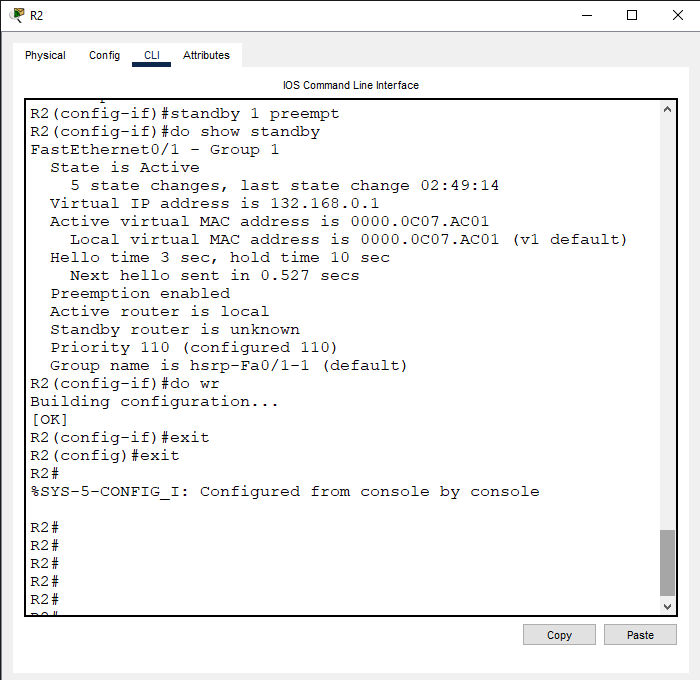 R2
Physical Config CLI Attributes
IOS Command Line Interface
R2(config-if)#standby 1 preempt
R2(config-if)#do show standby
FastEthernet0/1 - Group 1
  State is Active
    5 state changes, last state change 02:49:14
  Virtual IP address is 132.168.0.1
  Active virtual MAC address is 0000.0C07.AC01
    Local virtual MAC address is 0000.0C07.AC01 (v1 default)
  Hello time 3 sec, hold time 10 sec
    Next hello sent in 0.527 secs
  Preemption enabled
  Active router is local
  Standby router is unknown
  Priority 110 (configured 110)
  Group name is hsrp-Fa0/1-1 (default)
R2(config-if)#do wr
Building configuration...
[OK]
R2(config-if)#exit
R2(config)#exit
R2#
%SYS-5-CONFIG_I: Configured from console by console
R2#
R2#
R2#
R2#
R2#
Copy Paste